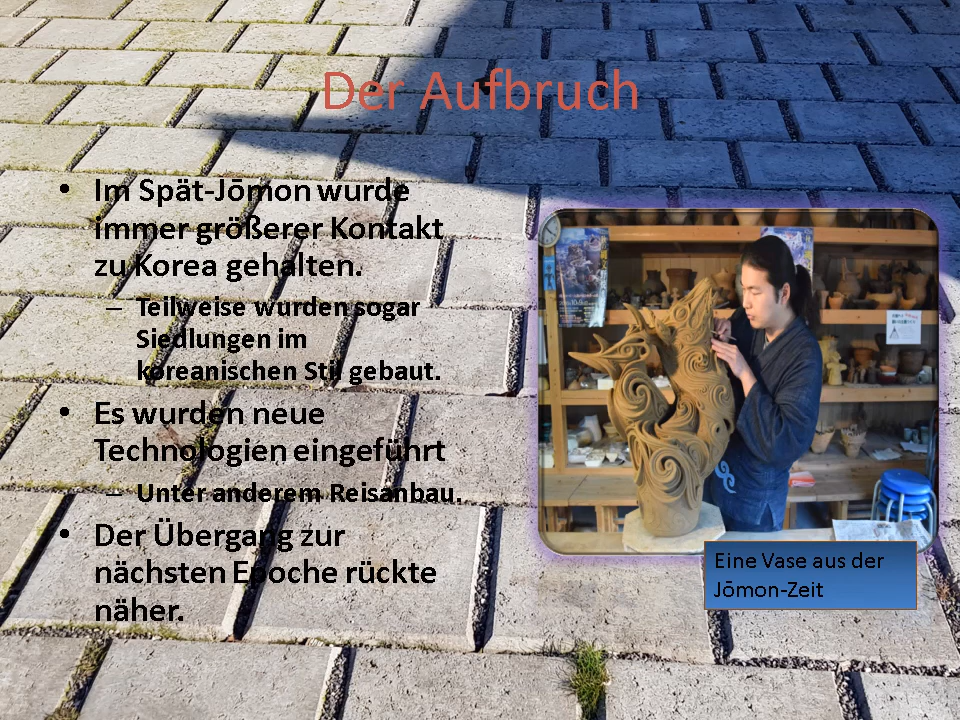 Der Aufbruch
• Im Spät-Jōmon wurde
immer größerer Kontakt
zu Korea gehalten.
– Teilweise wurden sogar
Siedlungen im
koreanischen Stil gebaut.
• Es wurden neue
Technologien eingeführt
– Unter anderem Reisanbau.
• Der Übergang zur
nächsten Epoche rückte
näher.
Eine Vase aus der
Jōmon-Zeit